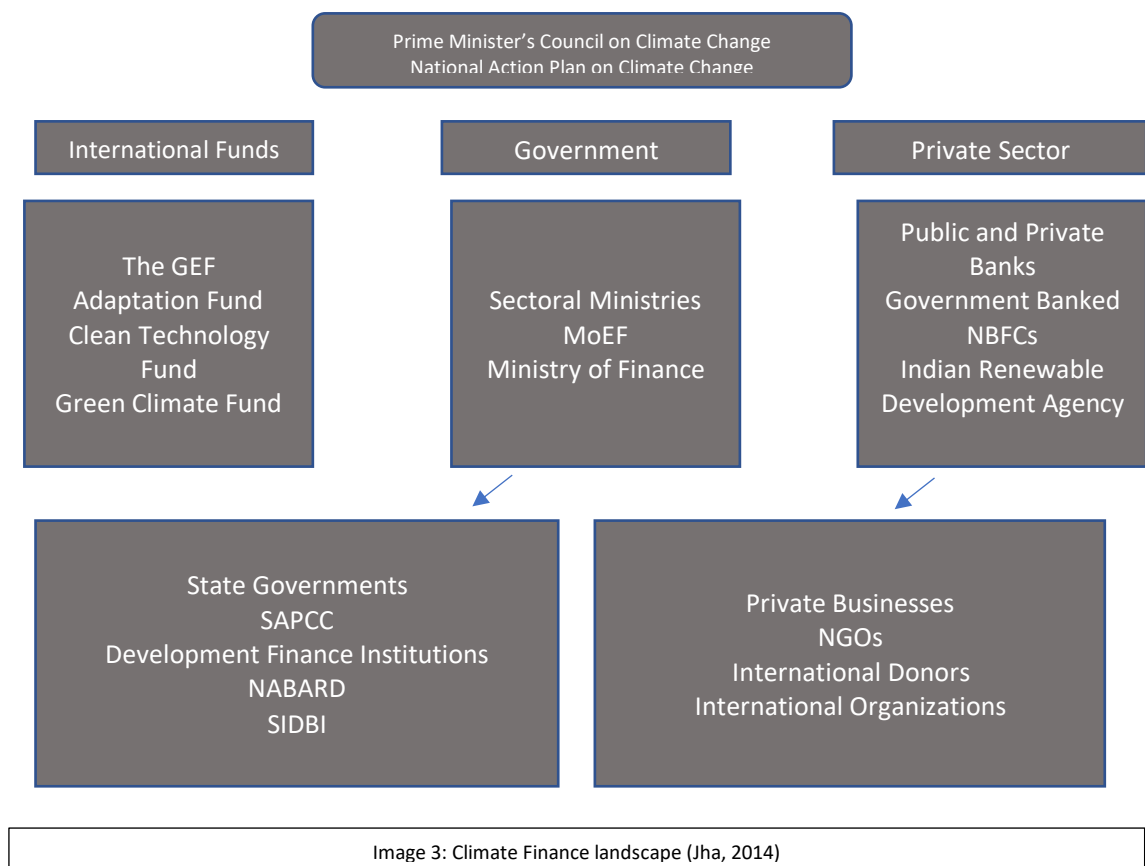 Prime Minister’s Council on Climate Change
National Action Plan on Climate Change
International Funds
Government
Private Sector
The GEF
Adaptation Fund
Clean Technology
Fund
Green Climate Fund
Sectoral Ministries
MoEF
Ministry of Finance
Public and Private
Banks
Government Banked
NBFCs
Indian Renewable
Development Agency
State Governments
SAPCC
Development Finance Institutions
NABARD
SIDBI
Private Businesses
NGOs
International Donors
International Organizations
Image 3: Climate Finance landscape (Jha, 2014)